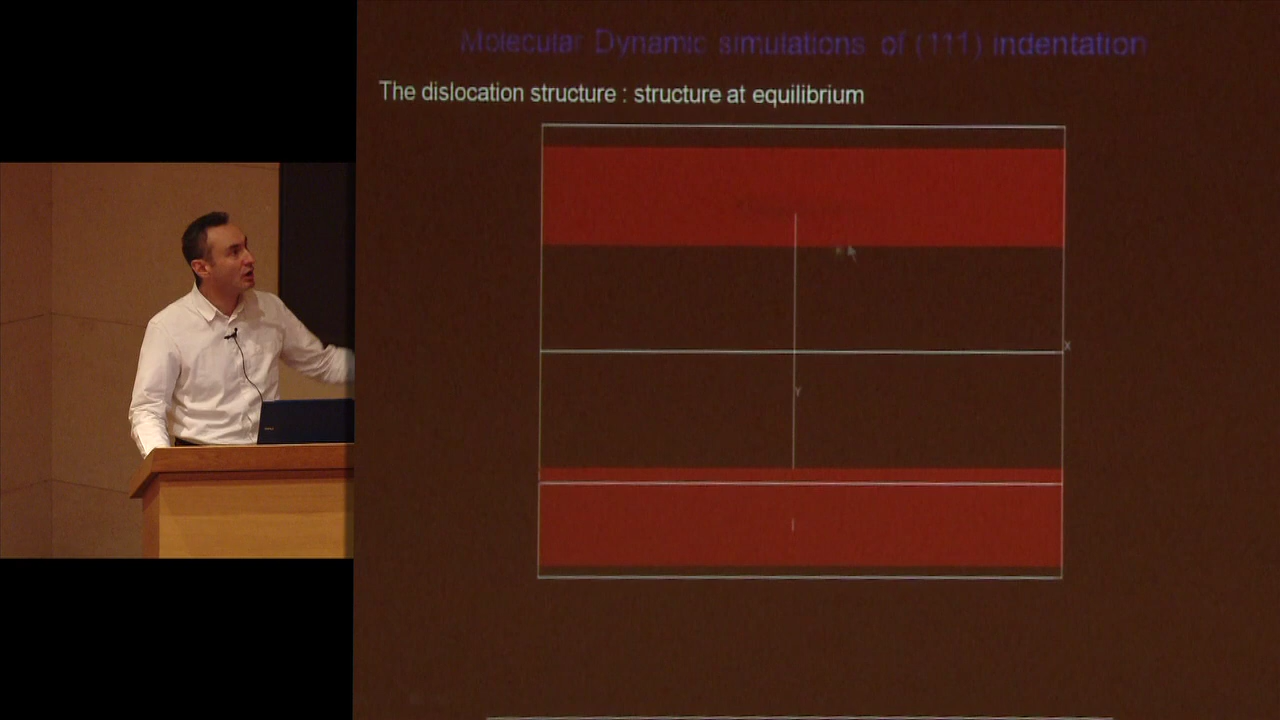 Molecular Dynamic simulations of (111) indentation
The dislocation structure : structure at equilibrium
X
Y